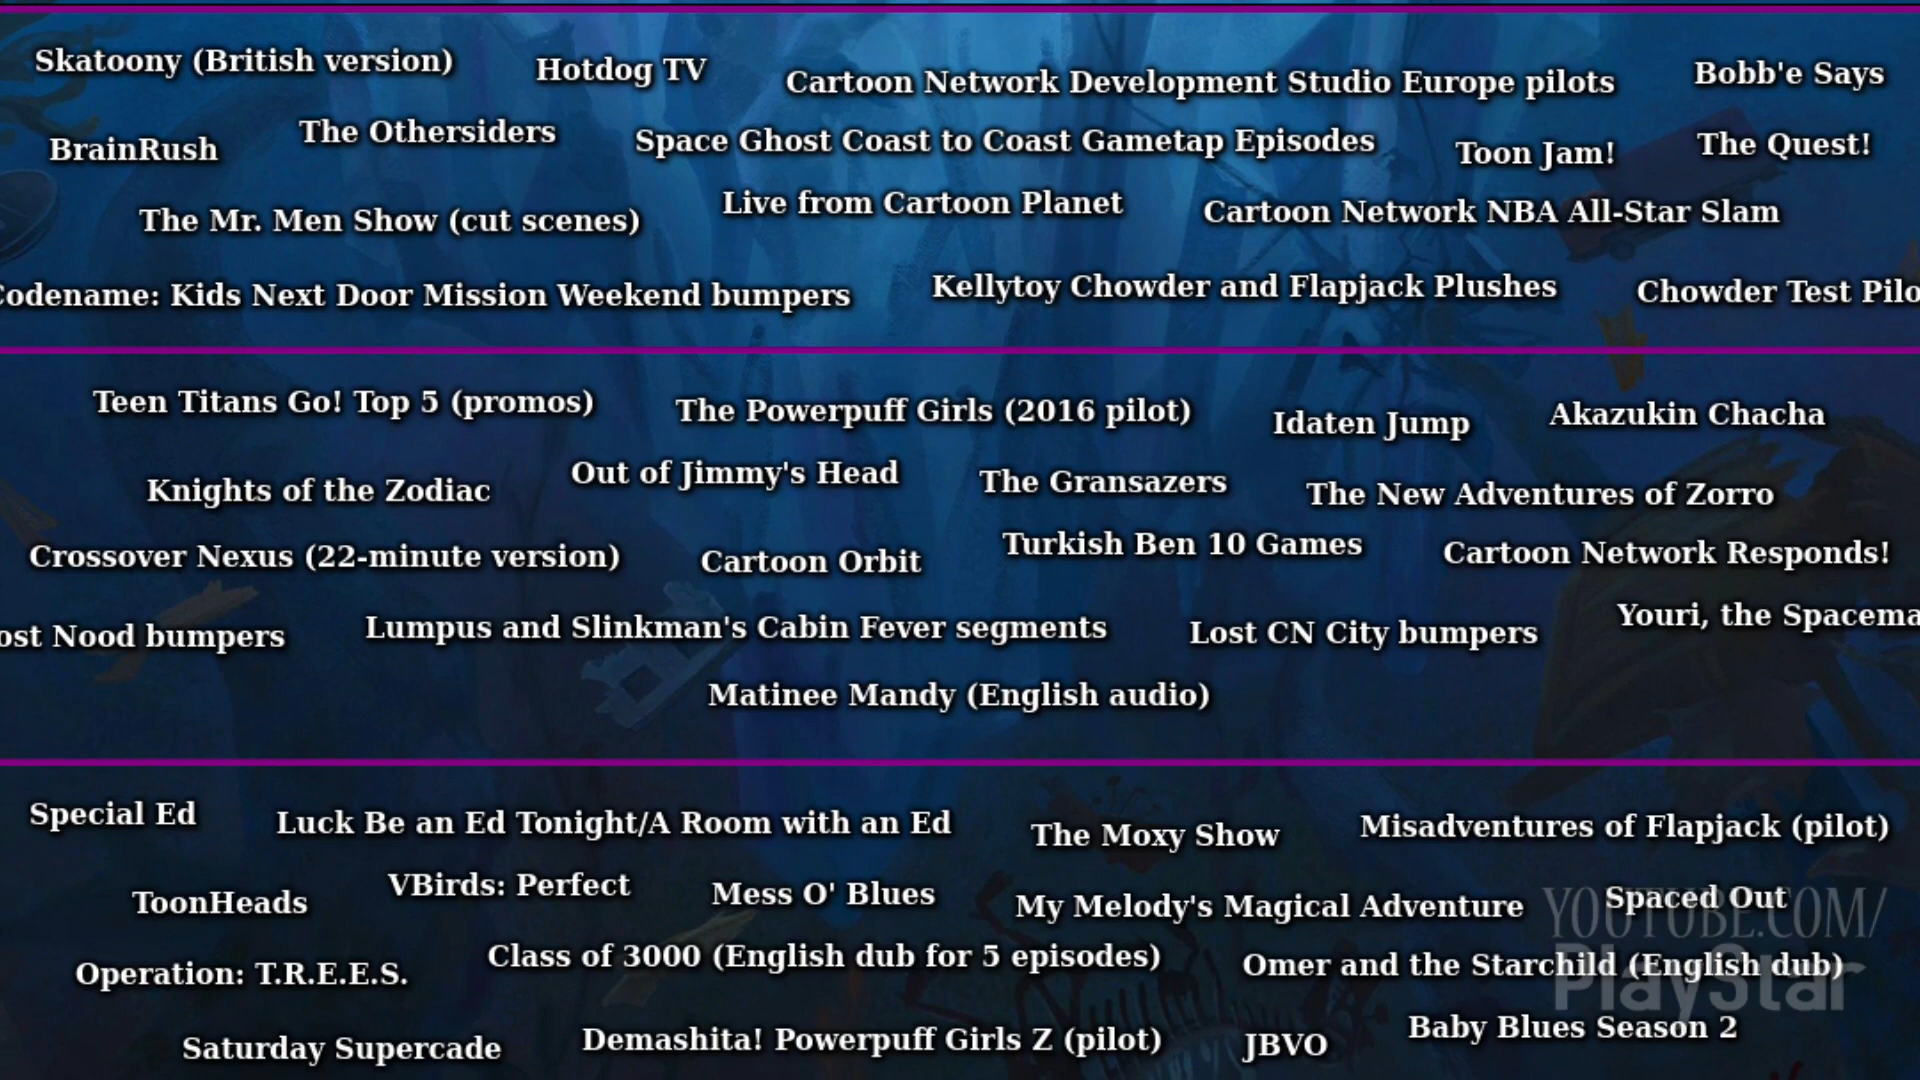 Skatoony (British version) Hotdog TV Cartoon Network Development Studio Europe pilots Bobb'e Says
BrainRush The Othersiders Space Ghost Coast to Coast Gametap Episodes Toon Jam! The Quest!
The Mr. Men Show (cut scenes) Live from Cartoon Planet Cartoon Network NBA All-Star Slam
Codename: Kids Next Door Mission Weekend bumpers Kellytoy Chowder and Flapjack Plushes Chowder Test Pilo
Teen Titans Go! Top 5 (promos) The Powerpuff Girls (2016 pilot) Idaten Jump Akazukin Chacha
Knights of the Zodiac Out of Jimmy's Head The Gransazers The New Adventures of Zorro
Crossover Nexus (22-minute version) Cartoon Orbit Turkish Ben 10 Games Cartoon Network Responds!
ost Nood bumpers Lumpus and Slinkman's Cabin Fever segments Lost CN City bumpers Youri, the Spacema
Matinee Mandy (English audio)
Special Ed Luck Be an Ed Tonight/A Room with an Ed The Moxy Show Misadventures of Flapjack (pilot)
ToonHeads VBirds: Perfect Mess O' Blues My Melody's Magical Adventure Spaced Out
YOUTUBE.COM/
Operation: T.R.E.E.S. Class of 3000 (English dub for 5 episodes) Omer and the Starchild (English dub)
PlayStar
Saturday Supercade Demashita! Powerpuff Girls Z (pilot) JBVO Baby Blues Season 2